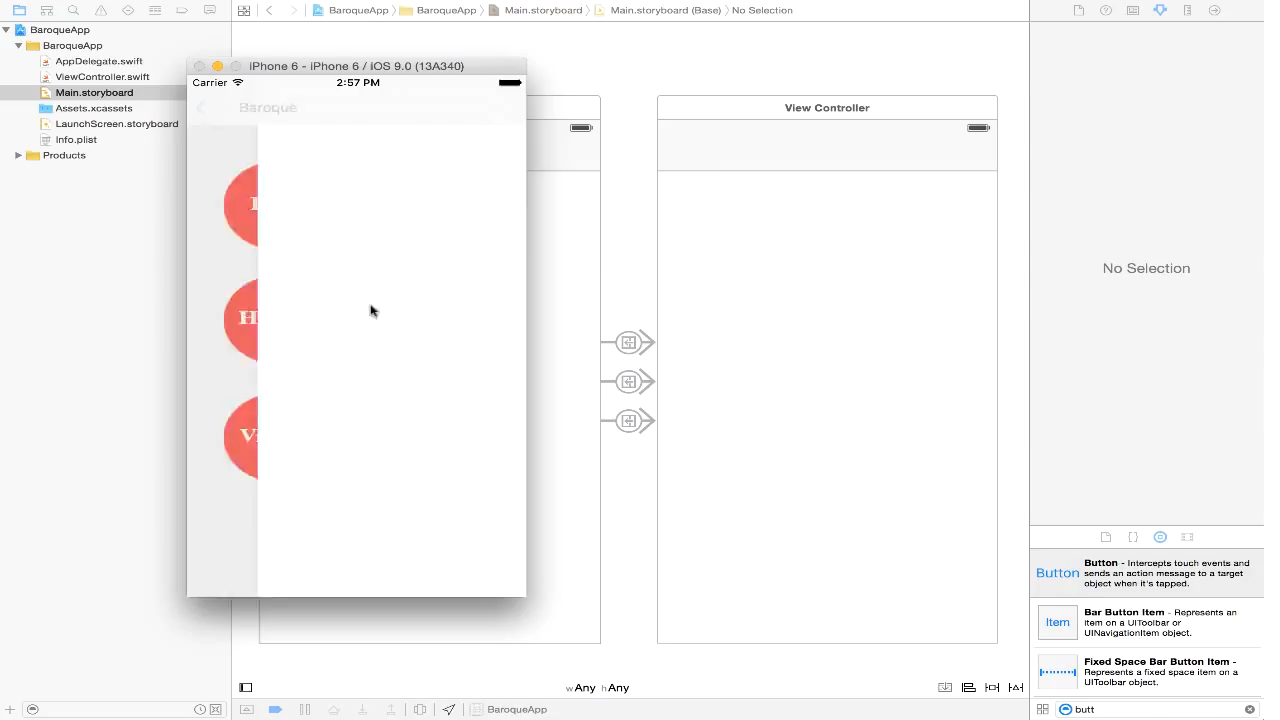 BaroqueApp
BaroqueApp
AppDelegate.swift
ViewController.swift
Main.storyboard
Assets.xcassets
LaunchScreen.storyboard
Info.plist
Products
BaroqueApp
BaroqueApp
Main.storyboard
Main.storyboard (Base)
No Selection
iPhone 6 - iPhone 6 / iOS 9.0 (13A340)
Carrier
2:57 PM
Baroque
H
Vi
View Controller
wAny hAny
BaroqueApp
No Selection
Button
Button - Intercepts touch events and
sends an action message to a target
object when it's tapped.
Item
Bar Button Item - Represents an
item on a UIToolbar or
UINavigationItem object.
Fixed Space Bar Button Item -
Represents a fixed space item on a
UIToolbar object.
butt